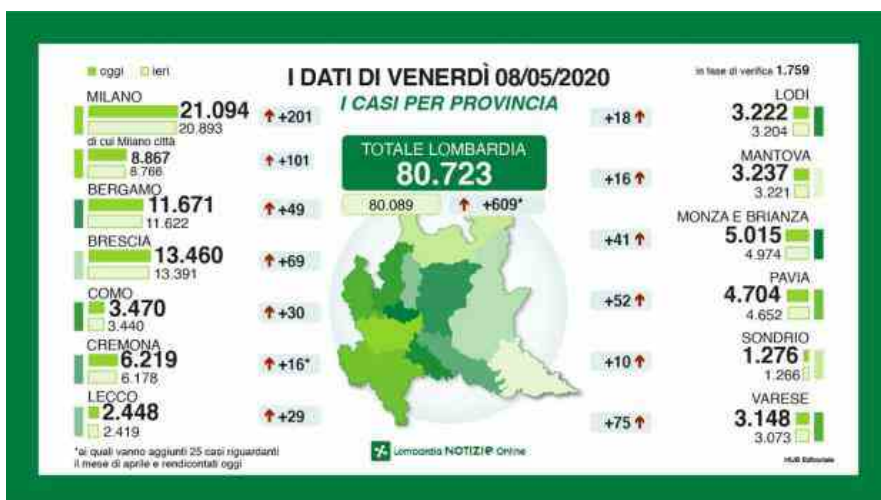 oggi ieri
I DATI DI VENERDÌ 08/05/2020
I CASI PER PROVINCIA
in fase di verifica 1.759
TOTALE LOMBARDIA
80.723
80.089 +609*
MILANO
21.094 +201
20.893
di cui Milano città
8.867 +101
8.766
BERGAMO
11.671 +49
11.622
BRESCIA
13.460 +69
13.391
COMO
3.470 +30
3.440
CREMONA
6.219 +16*
6.178
LECCO
2.448 +29
2.419
*ai quali vanno aggiunti 25 casi riguardanti
il mese di aprile e rendicontati oggi
LODI
+18 3.222
3.204
MANTOVA
+16 3.237
3.221
MONZA E BRIANZA
+41 5.015
4.974
PAVIA
+52 4.704
4.652
SONDRIO
+10 1.276
1.266
VARESE
+75 3.148
3.073
Lombardia NOTIZIE Online
HUB Editoriale